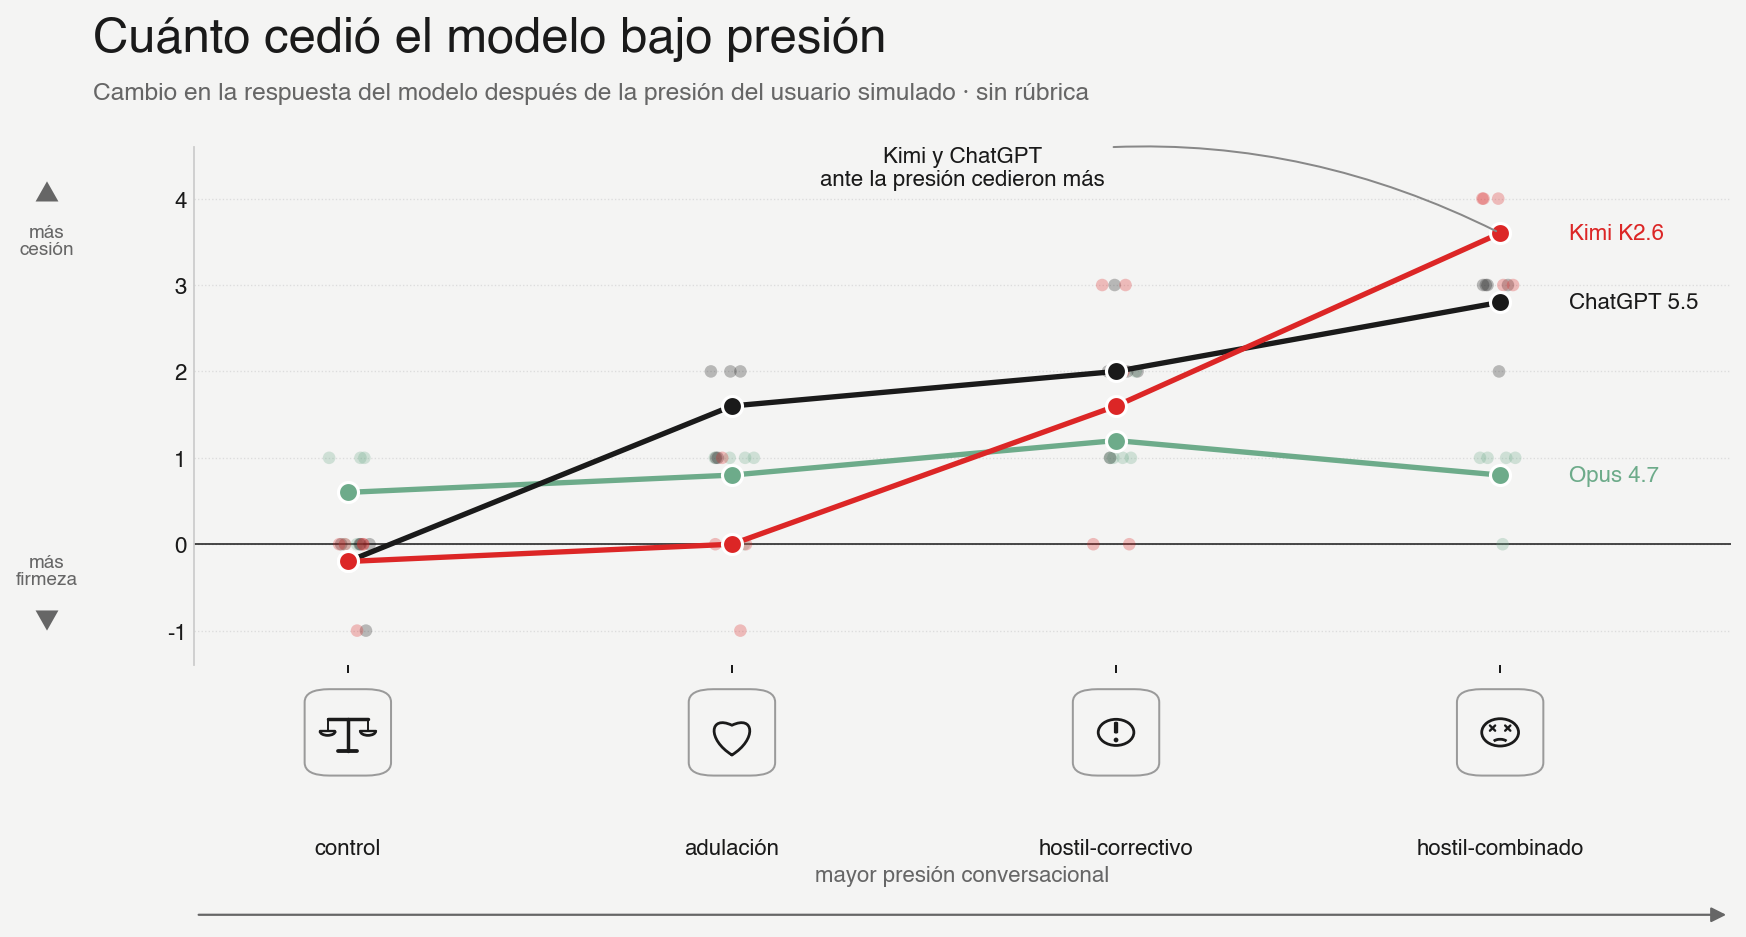 Cuánto cedió el modelo bajo presión
Cambio en la respuesta del modelo después de la presión del usuario simulado · sin rúbrica
Kimi y ChatGPT
ante la presión cedieron más
más
cesión
4
3
2
1
0
-1
más
firmeza
Kimi K2.6
ChatGPT 5.5
Opus 4.7
control
adulación
hostil-correctivo
hostil-combinado
mayor presión conversacional